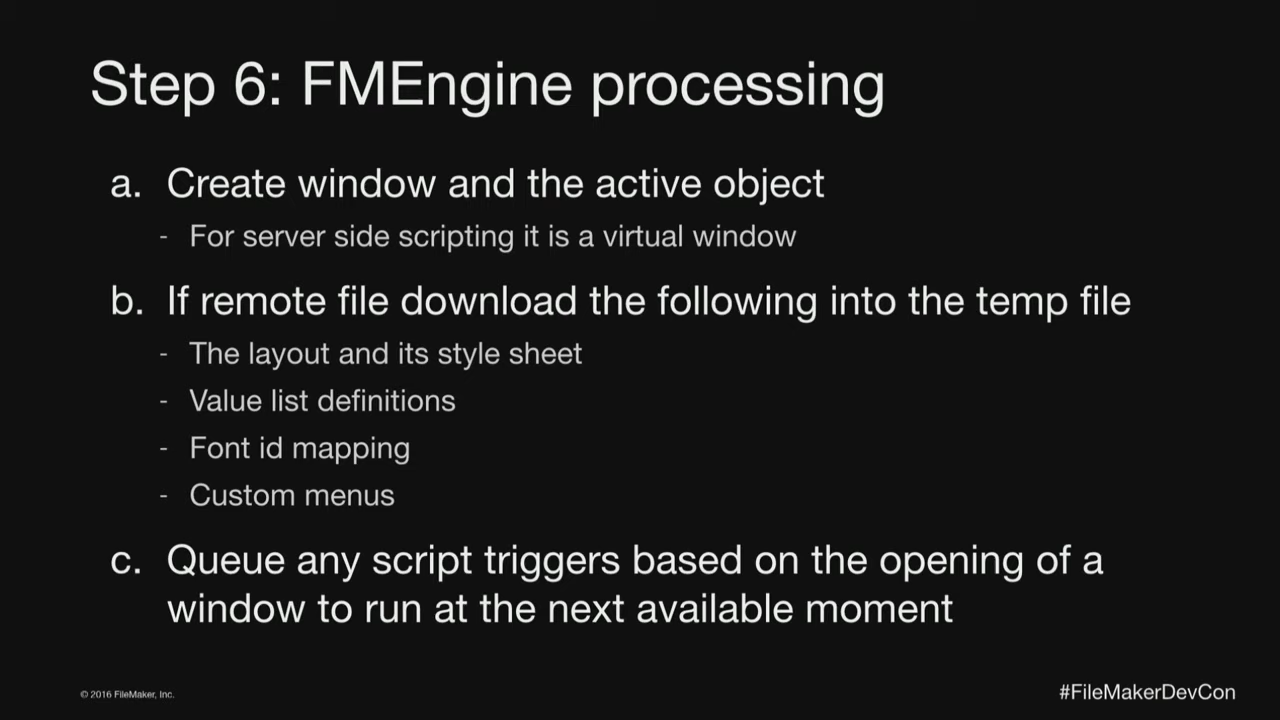 Step 6: FMEngine processing
a. Create window and the active object
- For server side scripting it is a virtual window
b. If remote file download the following into the temp file
- The layout and its style sheet
- Value list definitions
- Font id mapping
- Custom menus
c. Queue any script triggers based on the opening of a
window to run at the next available moment
© 2016 FileMaker, Inc.
#FileMakerDevCon